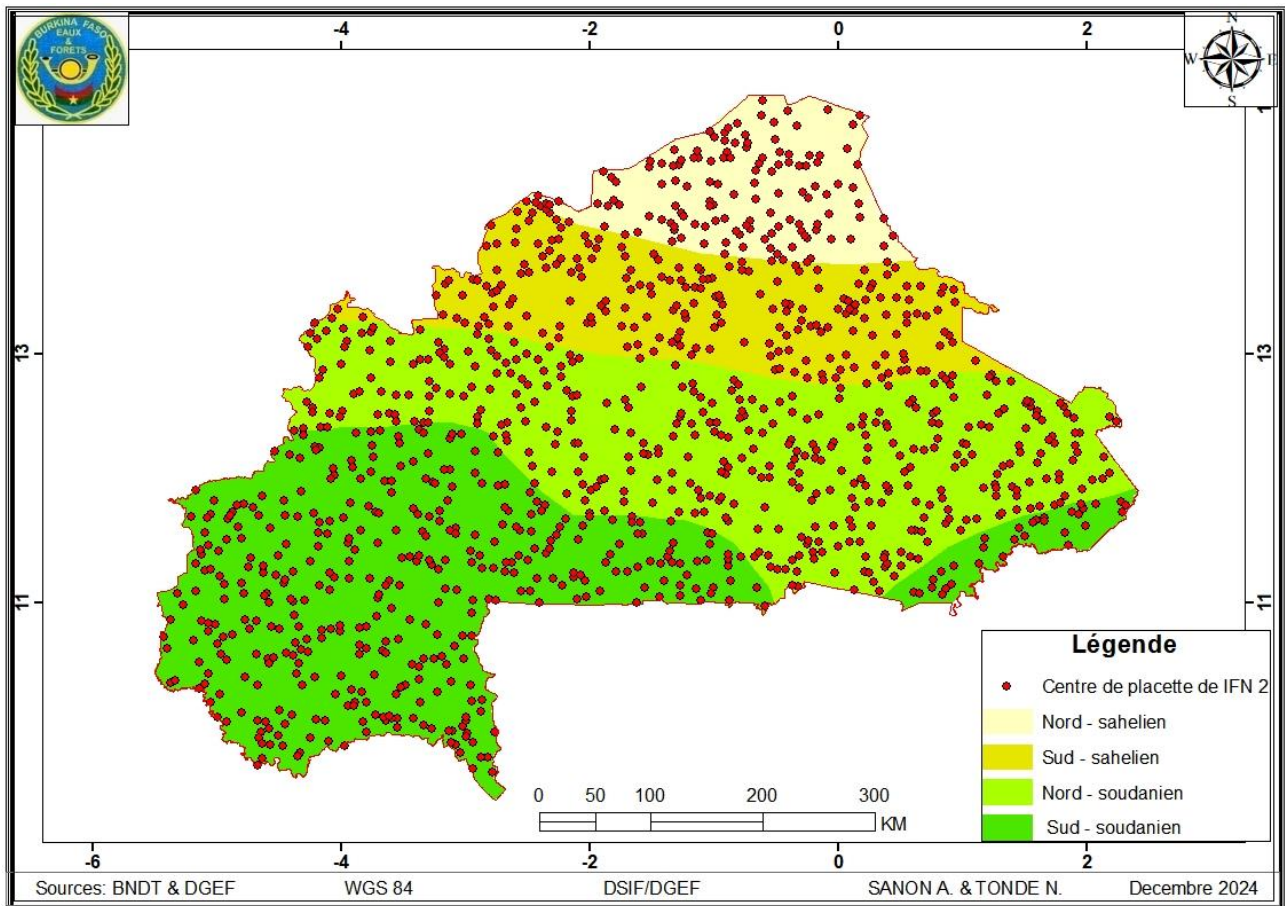 BURKINA FASO
EAUX
&
FORETS
-4 -2 0 2
N
W E
S
13 13
11 11
Légende
Centre de placette de IFN 2
Nord - sahelien
Sud - sahelien
Nord - soudanien
Sud - soudanien
0 50 100 200 300
KM
-6 -4 -2 0 2
Sources: BNDT & DGEF WGS 84 DSIF/DGEF SANON A. & TONDE N. Decembre 2024